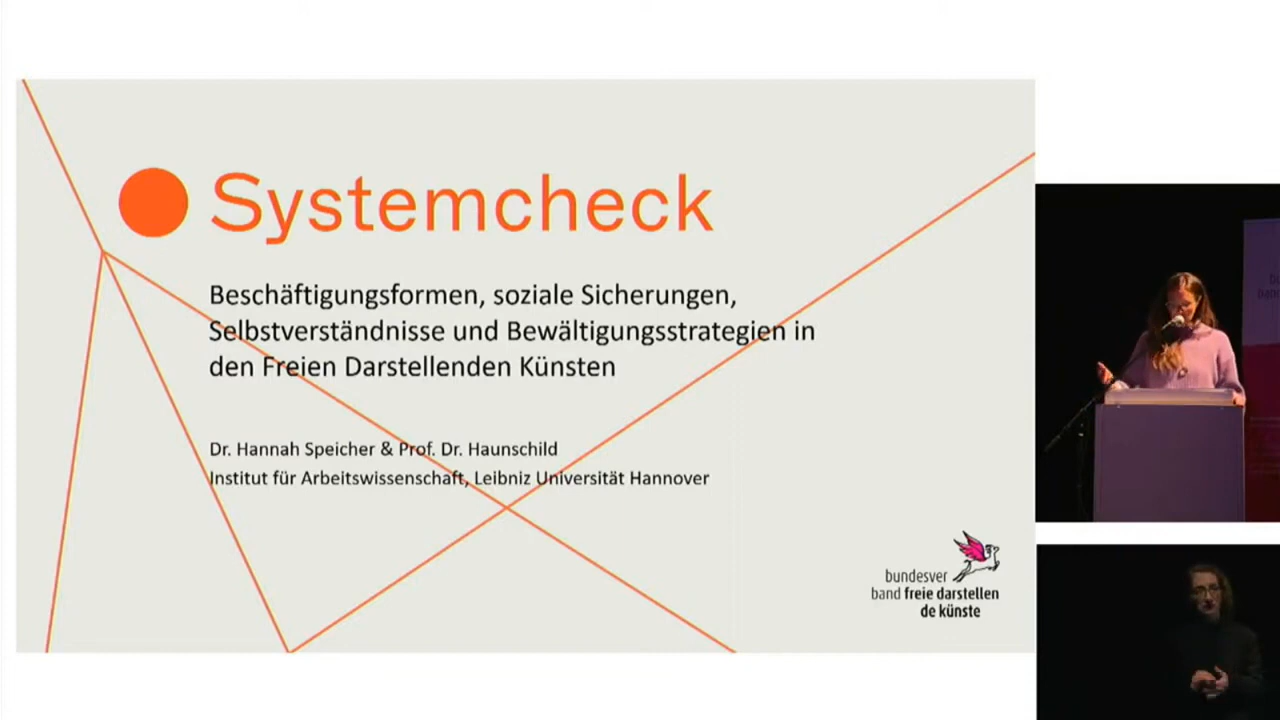 Systemcheck
Beschäftigungsformen, soziale Sicherungen,
Selbstverständnisse und Bewältigungsstrategien in
den Freien Darstellenden Künsten
Dr. Hannah Speicher & Prof. Dr. Haunschild
Institut für Arbeitswissenschaft, Leibniz Universität Hannover
bundesver
band freie darstellen
de künste